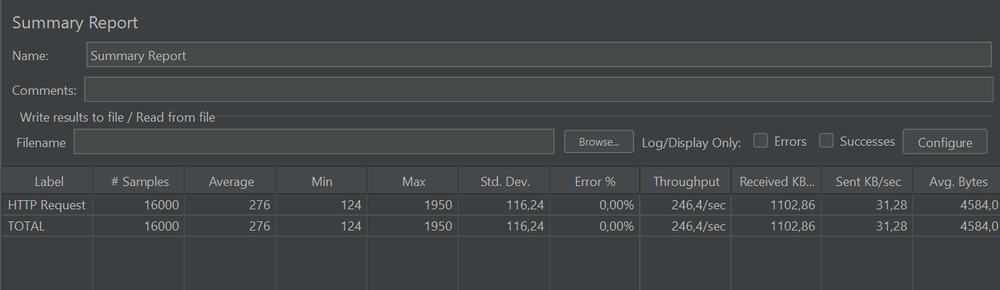 Summary Report
Name: Summary Report
Comments:
Write results to file / Read from file
Filename Browse... Log/Display Only: Errors Successes Configure
Label # Samples Average Min Max Std. Dev. Error % Throughput Received KB... Sent KB/sec Avg. Bytes
HTTP Request 16000 276 124 1950 116,24 0,00% 246,4/sec 1102,86 31,28 4584,0
TOTAL 16000 276 124 1950 116,24 0,00% 246,4/sec 1102,86 31,28 4584,0